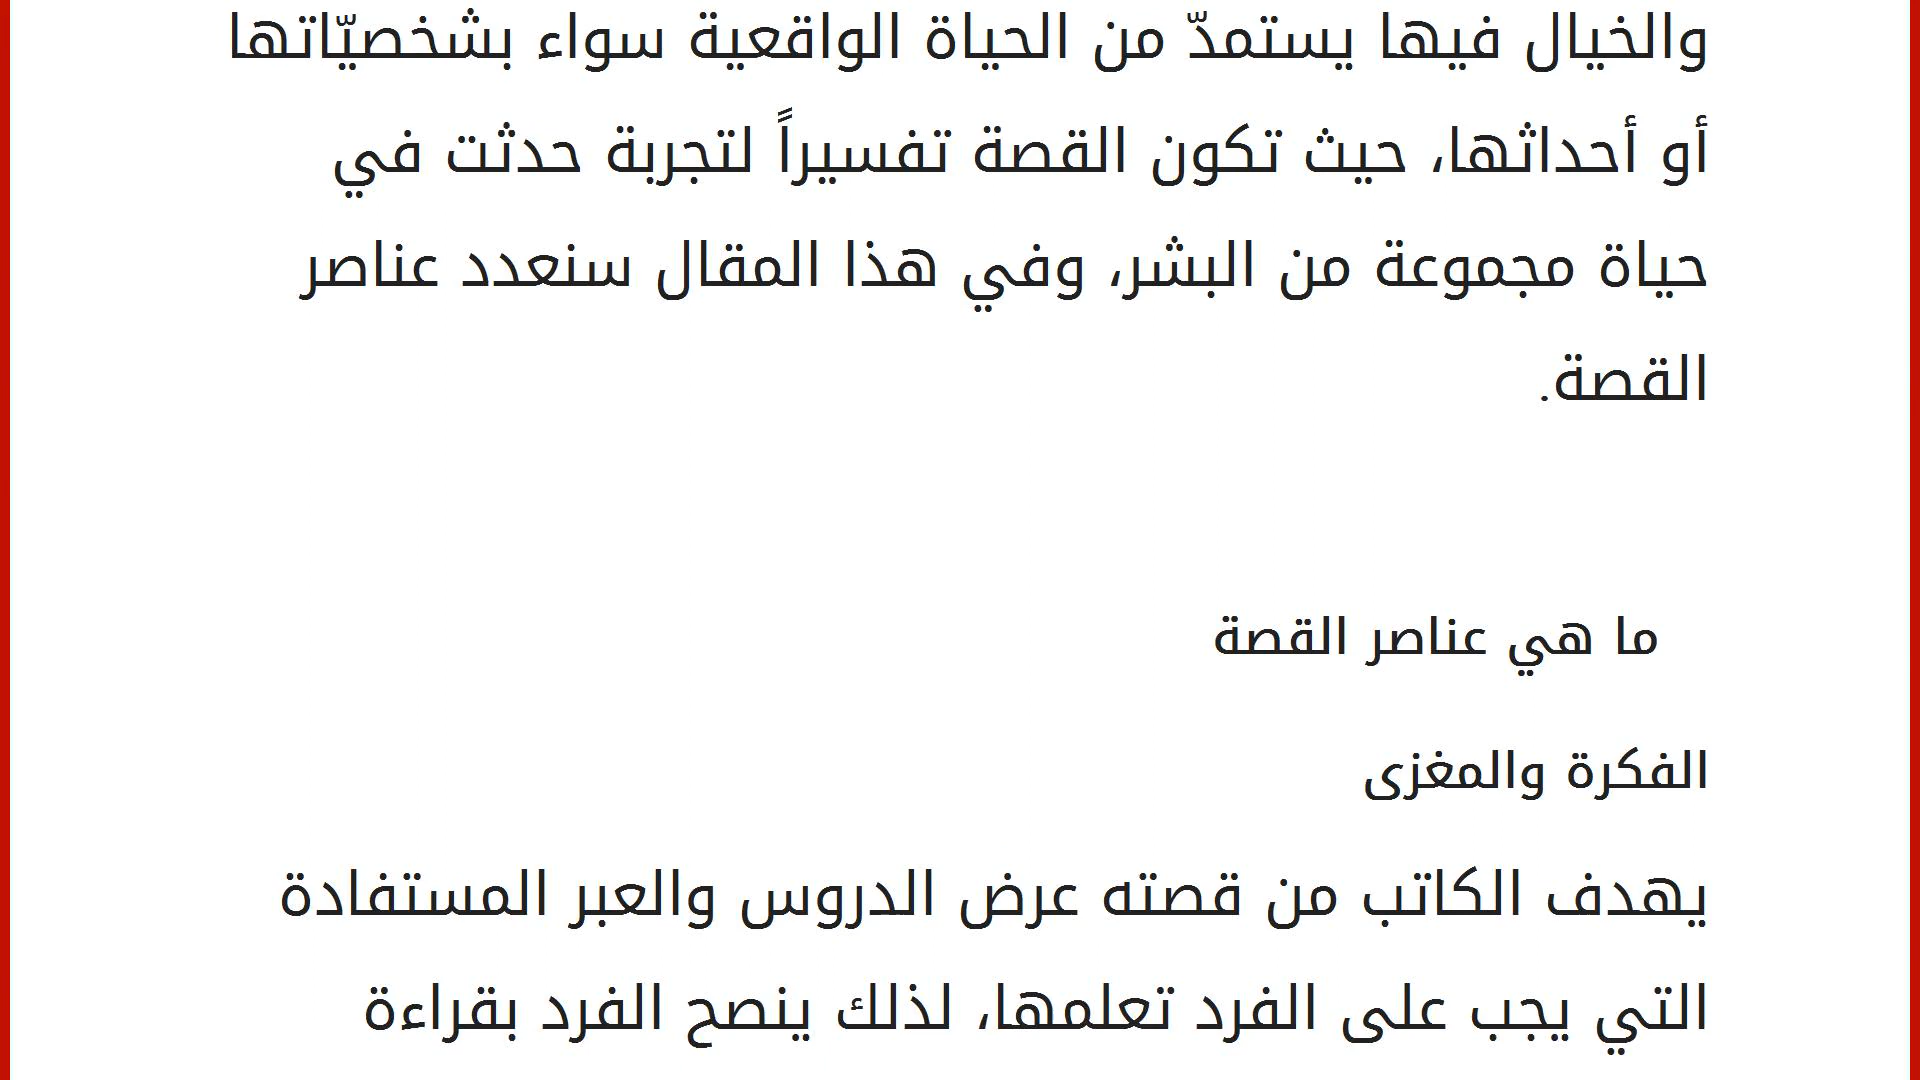 والخيال فيها يستمدّ من الحياة الواقعية سواء بشخصيّاتها
أو أحداثها، حيث تكون القصة تفسيراً لتجربة حدثت في
حياة مجموعة من البشر، وفي هذا المقال سنعدد عناصر
القصة.
ما هي عناصر القصة
الفكرة والمغزى
يهدف الكاتب من قصته عرض الدروس والعبر المستفادة
التي يجب على الفرد تعلمها، لذلك ينصح الفرد بقراءة